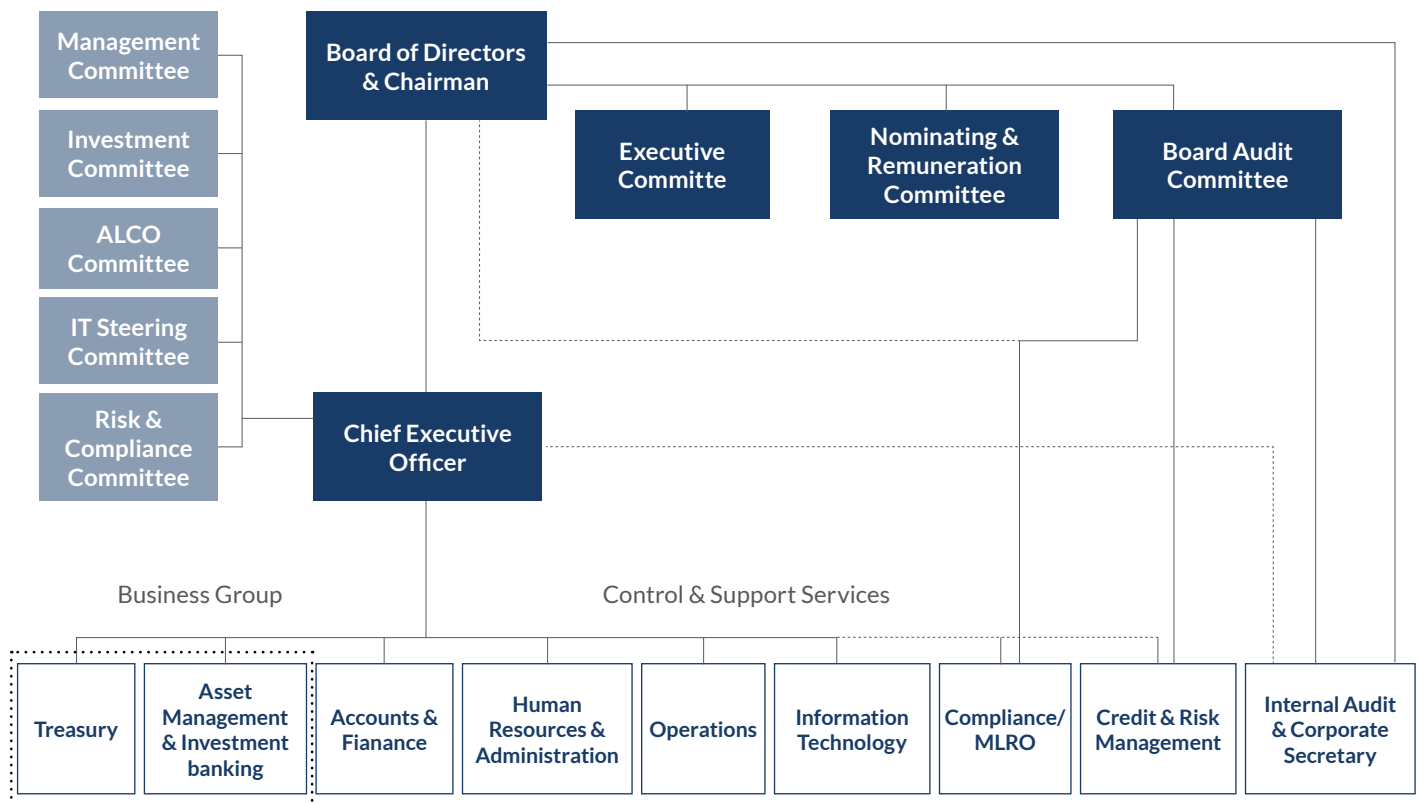 Management
Committee
Board of Directors
& Chairman
Investment
Committee
Executive
Committe
Nominating &
Remuneration
Committee
Board Audit
Committee
ALCO
Committee
IT Steering
Committee
Risk &
Compliance
Committee
Chief Executive
Officer
Business Group
Control & Support Services
Treasury
Asset
Management
& Investment
banking
Accounts &
Fianance
Human
Resources &
Administration
Operations
Information
Technology
Compliance/
MLRO
Credit & Risk
Management
Internal Audit
& Corporate
Secretary